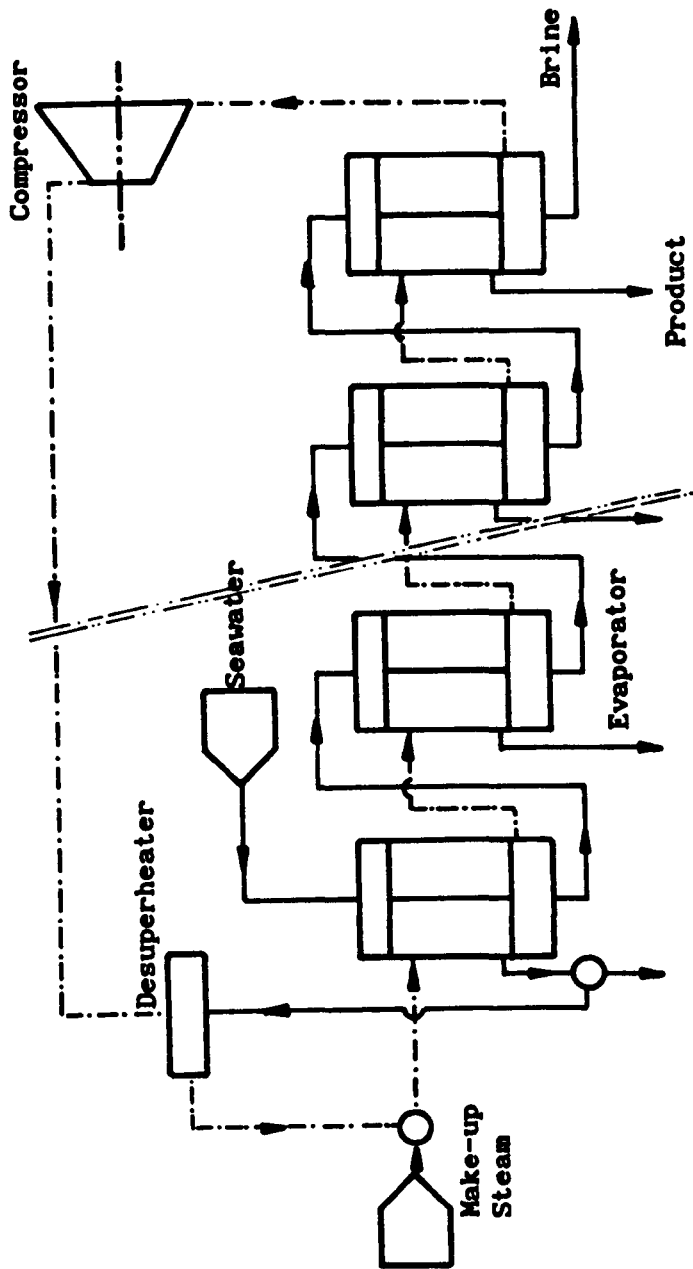 Compressor
Desuperheater
Seawater
Make-up
Steam
Evaporator
Product
Brine